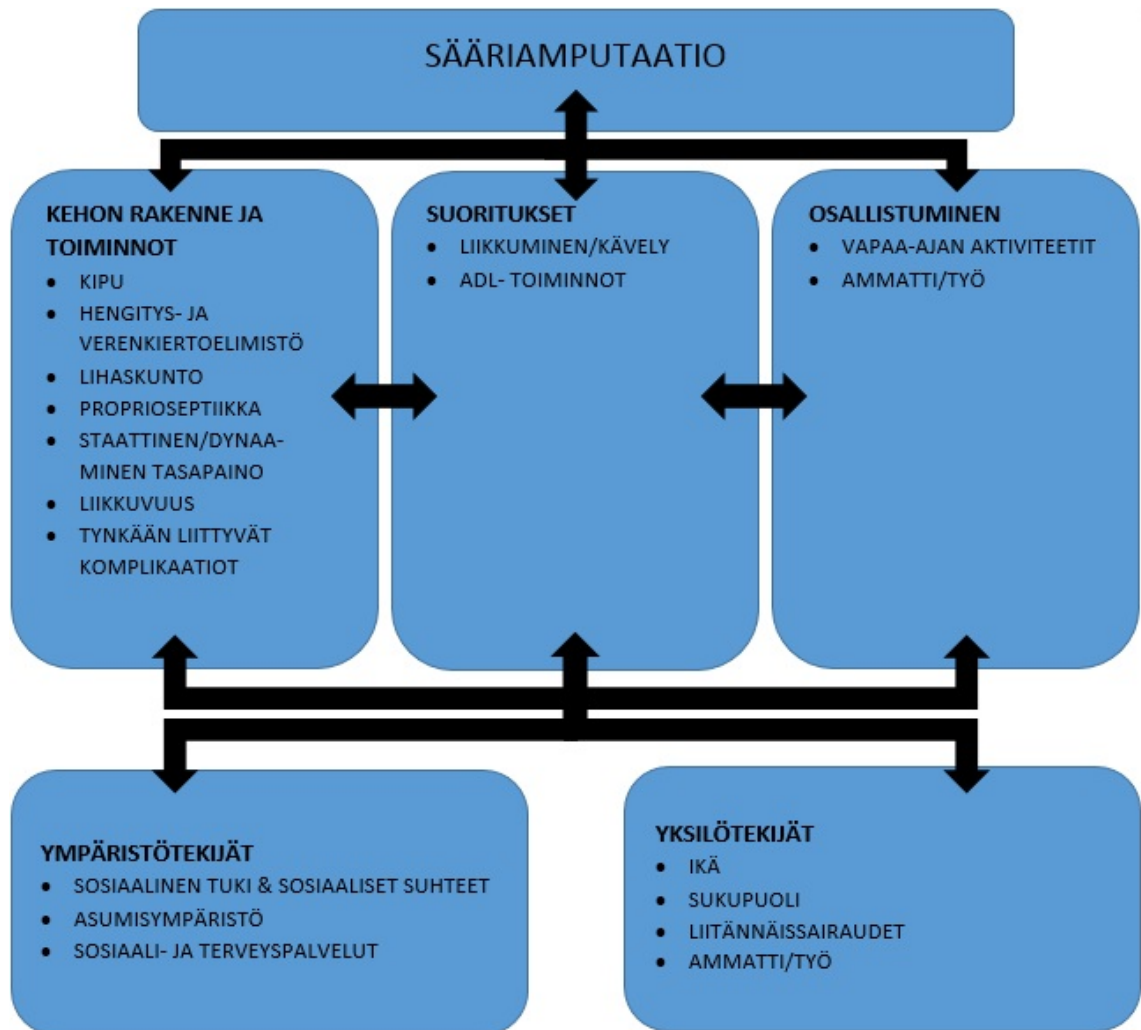 SÄÄRIAMPUTAATIO
KEHON RAKENNE JA
TOIMINNOT
• KIPU
• HENGITYS- JA
VERENKIERTOELIMISTÖ
• LIHASKUNTO
• PROPRIOSEPTIIKKA
• STAATTINEN/DYNAA-
MINEN TASAPAINO
• LIIKKUVUUS
• TYNKÄÄN LIITTYVÄT
KOMPLIKAATIOT
SUORITUKSET
• LIIKKUMINEN/KÄVELY
• ADL- TOIMINNOT
OSALLISTUMINEN
• VAPAA-AJAN AKTIVITEETIT
• AMMATTI/TYÖ
YMPÄRISTÖTEKIJÄT
• SOSIAALINEN TUKI & SOSIAALISET SUHTEET
• ASUMISYMPÄRISTÖ
• SOSIAALI- JA TERVEYSPALVELUT
YKSILÖTEKIJÄT
• IKÄ
• SUKUPUOLI
• LIITÄNNÄISSAIRAUDET
• AMMATTI/TYÖ